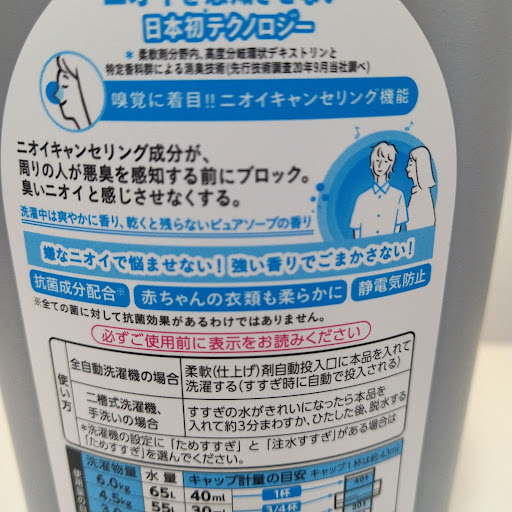 日本初テクノロジー
* 柔軟剤分野内、高度分岐環状デキストリンと
特定香料群による消臭技術(先行技術調査20年9月当社調べ)
嗅覚に着目!!ニオイキャンセリング機能
ニオイキャンセリング成分が、
周りの人が悪臭を感知する前にブロック。
臭いニオイと感じさせなくする。
洗濯中は爽やかに香り、乾くと残らないピュアソープの香り
嫌なニオイで悩ませない!強い香りでごまかさない!
抗菌成分配合※ 赤ちゃんの衣類も柔らかに 静電気防止
※全ての菌に対して抗菌効果があるわけではありません。
必ずご使用前に表示をお読みください
使い方
全自動洗濯機の場合 柔軟(仕上げ)剤自動投入口に本品を入れて
洗濯する(すすぎ時に自動で投入される)
二槽式洗濯機、
手洗いの場合
すすぎの水がきれいになったら本品を
入れて約3分まわすか、ひたした後、脱水する
*洗濯機の設定に「ためすすぎ」と「注水すすぎ」がある場合は
「ためすすぎ」を選んでください。
洗濯物量 水量 キャップ計量の目安 キャップ1杯は約43ml
6.0kg 65L 40ml 1杯
4.5kg 55L 30ml 3/4杯